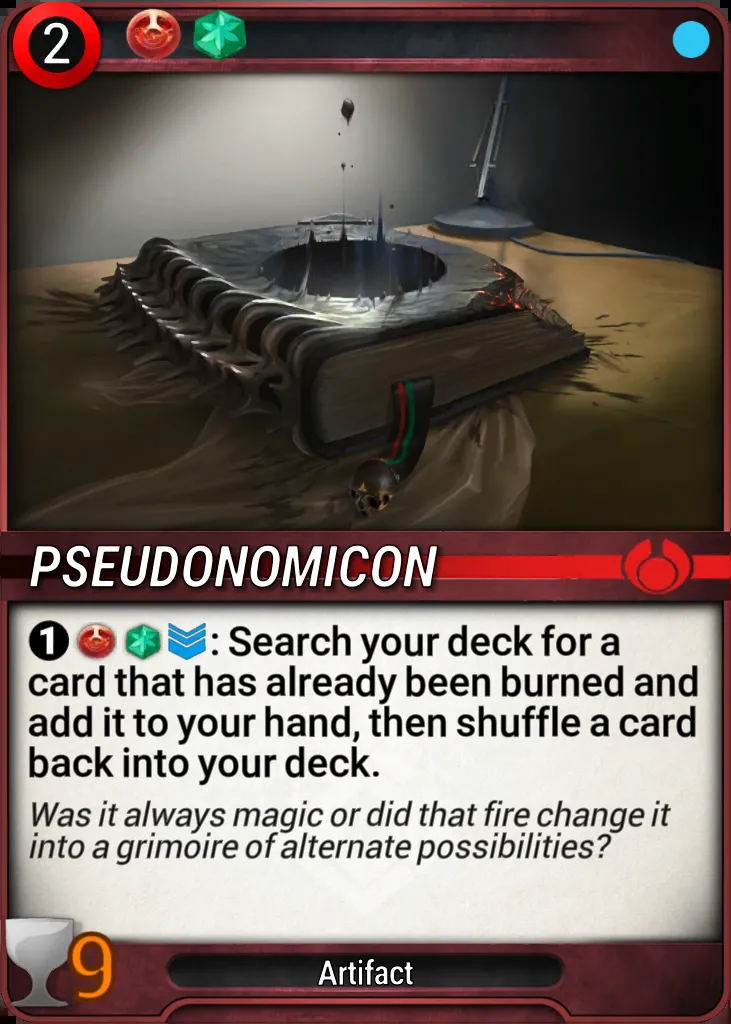 2
PSEUDONOMICON
1 : Search your deck for a
card that has already been burned and
add it to your hand, then shuffle a card
back into your deck.
Was it always magic or did that fire change it
into a grimoire of alternate possibilities?
9
Artifact